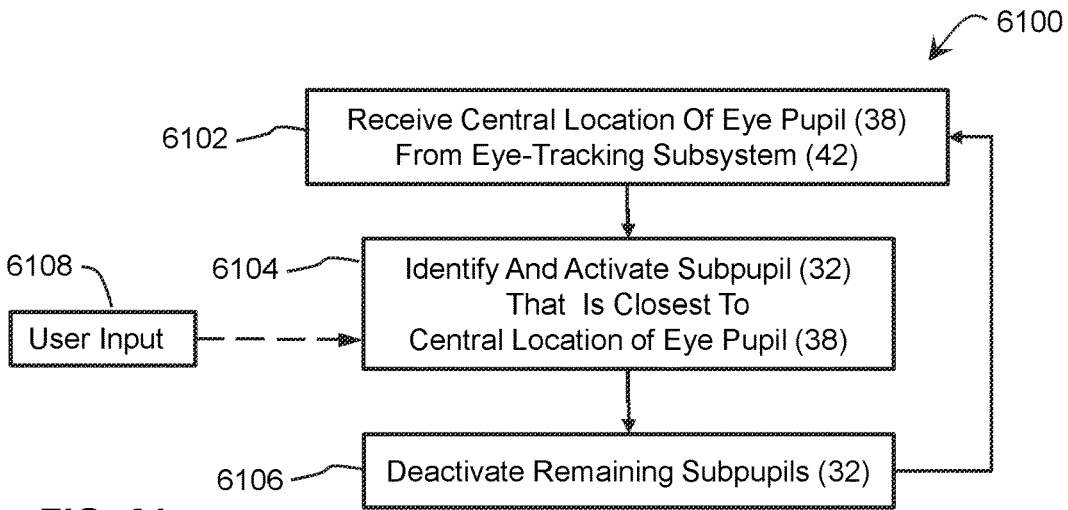 6100
6102
Receive Central Location Of Eye Pupil (38)
From Eye-Tracking Subsystem (42)
6108
6104
Identify And Activate Subpupil (32)
That Is Closest To
Central Location of Eye Pupil (38)
User Input
6106
Deactivate Remaining Subpupils (32)